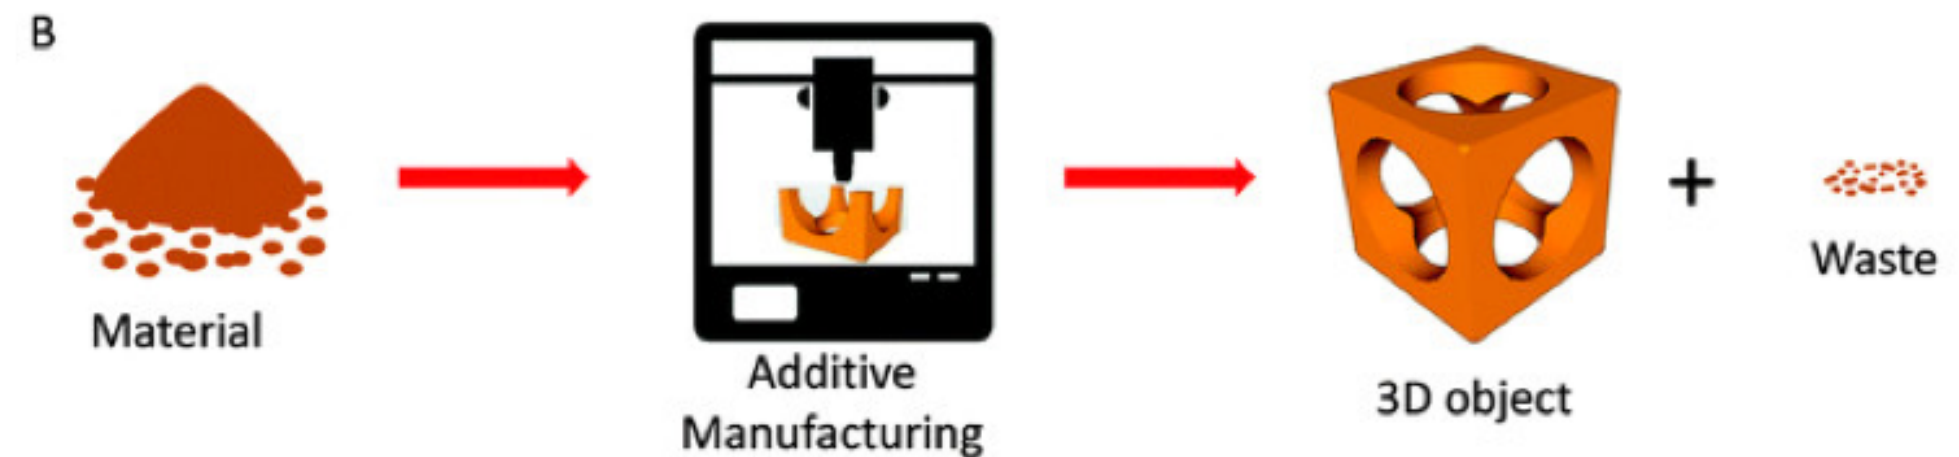 B
Material
Additive
Manufacturing
3D object
+
Waste